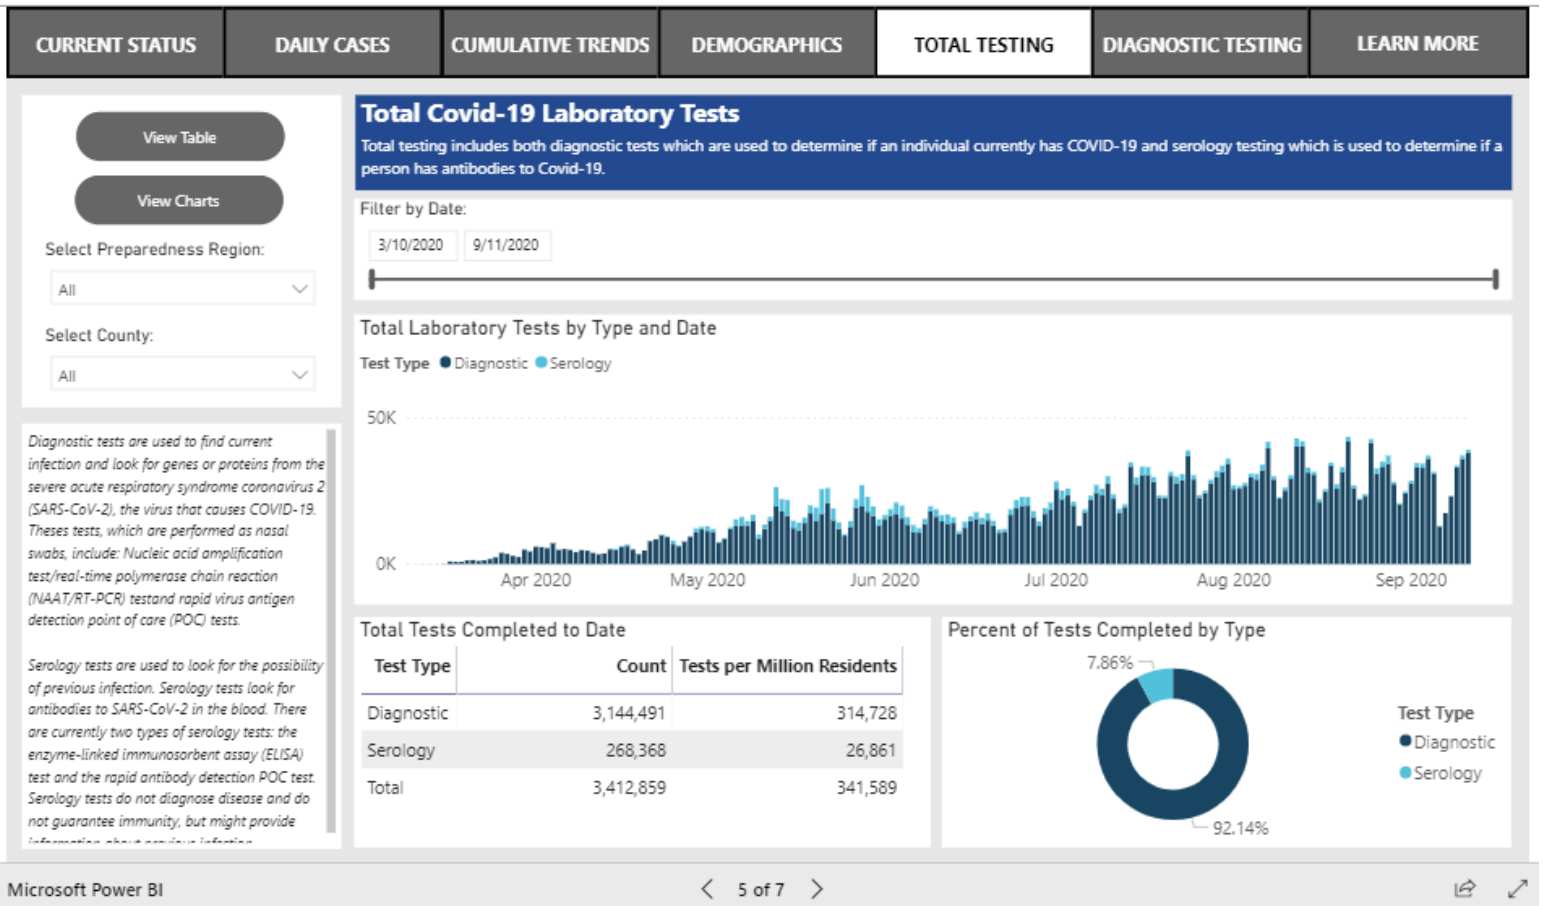 CURRENT STATUS
DAILY CASES
CUMULATIVE TRENDS
DEMOGRAPHICS
TOTAL TESTING
DIAGNOSTIC TESTING
LEARN MORE
View Table
View Charts
Select Preparedness Region:
All
Select County:
All
Diagnostic tests are used to find current
infection and look for genes or proteins from the
severe acute respiratory syndrome coronavirus 2
(SARS-CoV-2), the virus that causes COVID-19.
Theses tests, which are performed as nasal
swabs, include: Nucleic acid amplification
test/real-time polymerase chain reaction
(NAAT/RT-PCR) testand rapid virus antigen
detection point of care (POC) tests.
Serology tests are used to look for the possibility
of previous infection. Serology tests look for
antibodies to SARS-CoV-2 in the blood. There
are currently two types of serology tests: the
enzyme-linked immunosorbent assay (ELISA)
test and the rapid antibody detection POC test.
Serology tests do not diagnose disease and do
not guarantee immunity, but might provide
information about previous infection.
Total Covid-19 Laboratory Tests
Total testing includes both diagnostic tests which are used to determine if an individual currently has COVID-19 and serology testing which is used to determine if a
person has antibodies to Covid-19.
Filter by Date:
3/10/2020 9/11/2020
Total Laboratory Tests by Type and Date
Test Type Diagnostic Serology
50K
0K
Apr 2020 May 2020 Jun 2020 Jul 2020 Aug 2020 Sep 2020
Total Tests Completed to Date
Test Type Count Tests per Million Residents
Diagnostic 3,144,491 314,728
Serology 268,368 26,861
Total 3,412,859 341,589
Percent of Tests Completed by Type
7.86%
92.14%
Test Type
Diagnostic
Serology
Microsoft Power BI
5 of 7